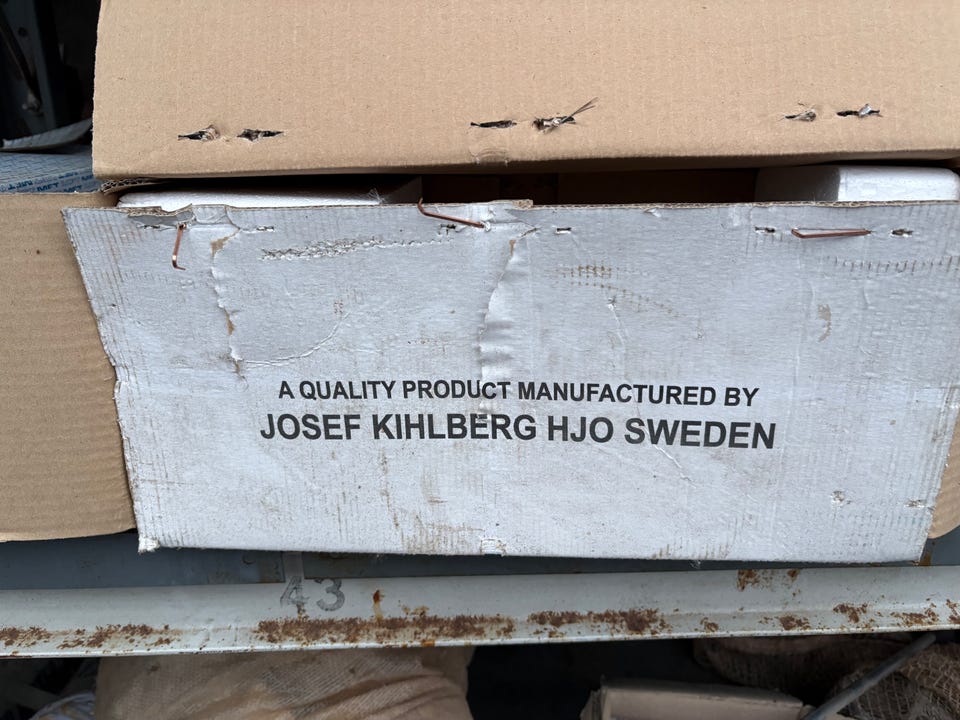 A QUALITY PRODUCT MANUFACTURED BY
JOSEF KIHLBERG HJO SWEDEN
43